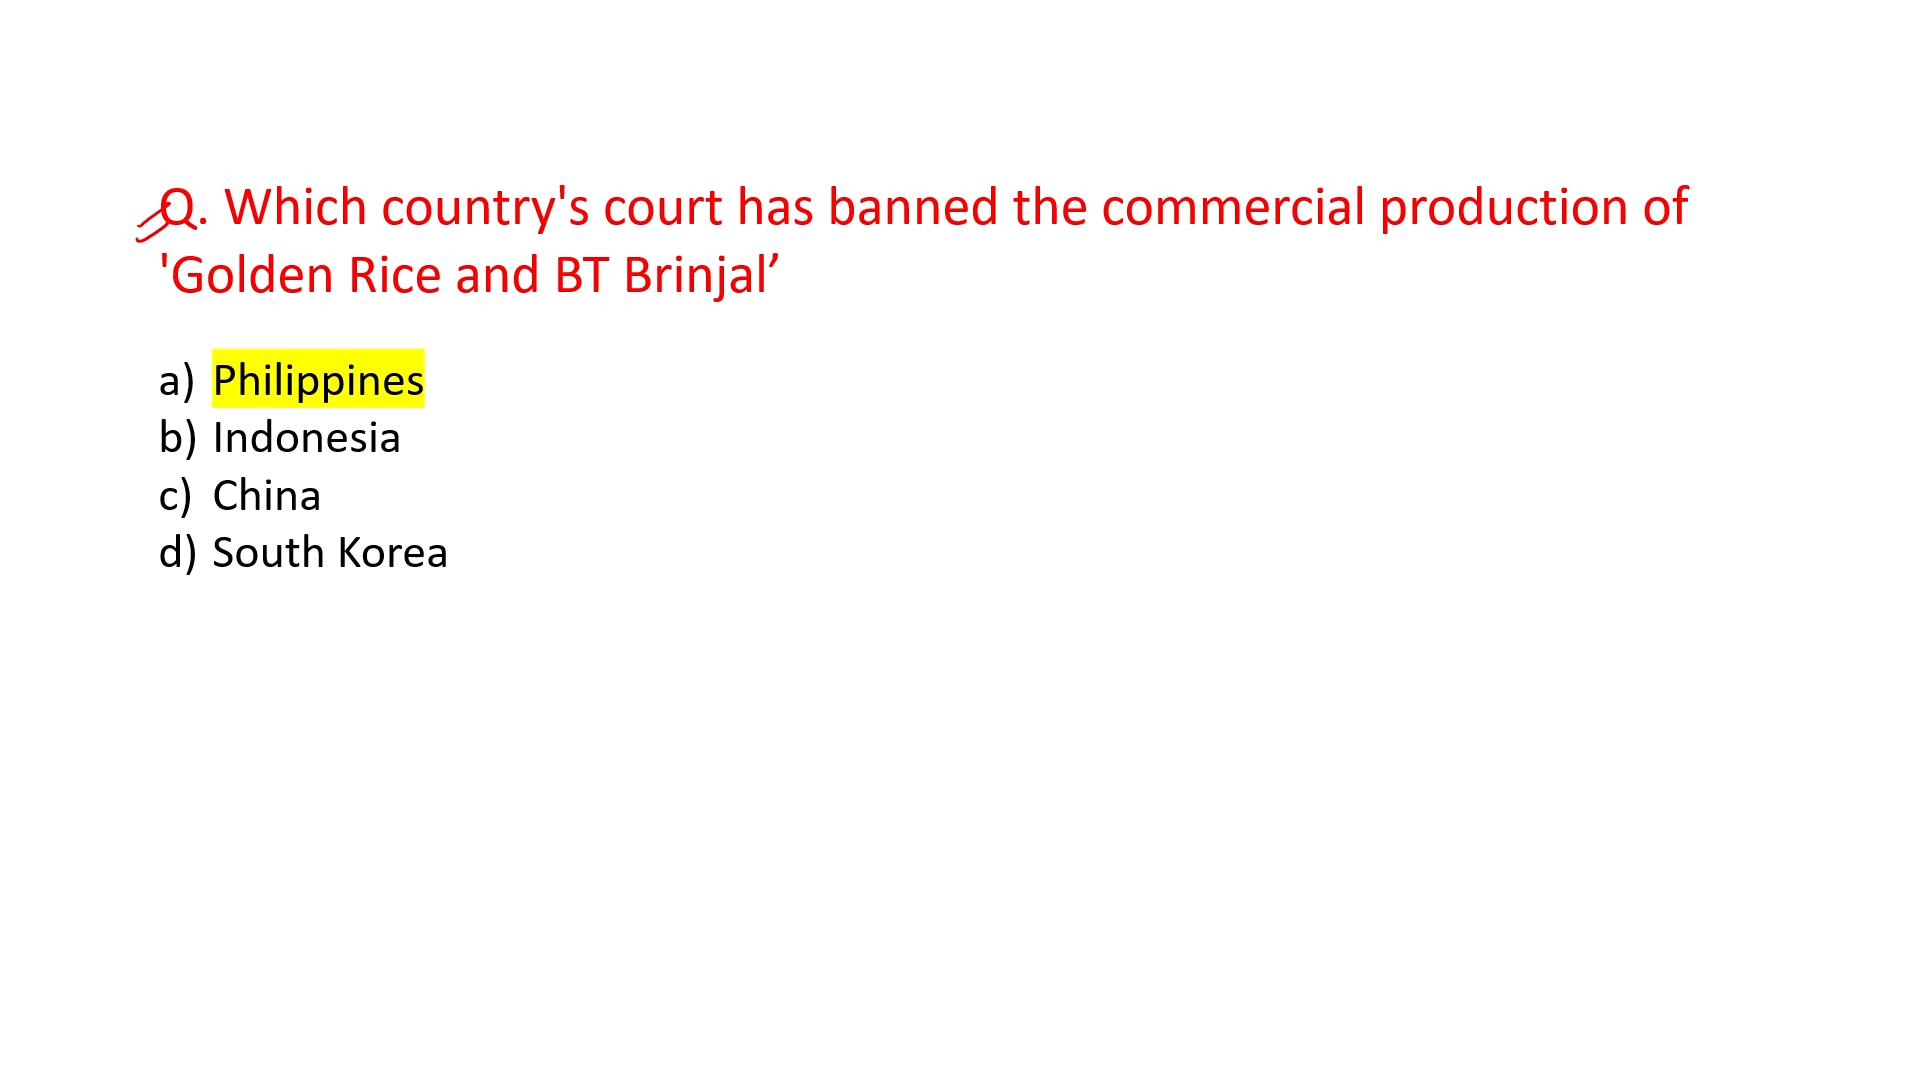 Q. Which country's court has banned the commercial production of
'Golden Rice and BT Brinjal’
a) Philippines
b) Indonesia
c) China
d) South Korea